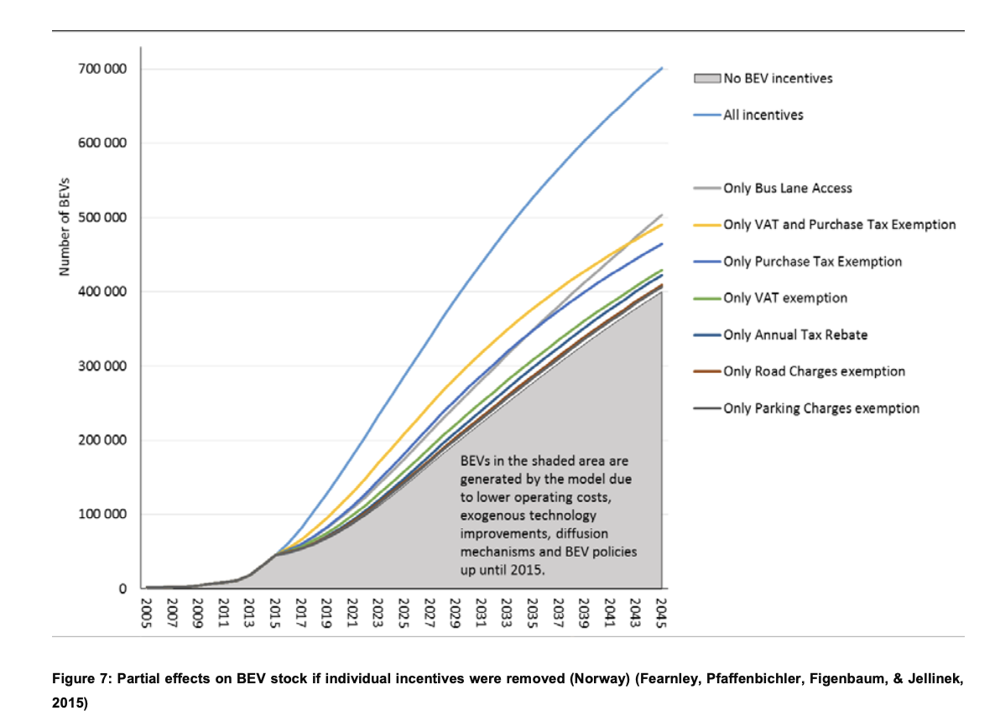 700 000
600 000
500 000
400 000
300 000
200 000
100 000
0
Number of BEVs
2005
2007
2009
2011
2013
2015
2017
2019
2021
2023
2025
2027
2029
2031
2033
2035
2037
2039
2041
2043
2045
BEVs in the shaded area are
generated by the model due
to lower operating costs,
exogenous technology
improvements, diffusion
mechanisms and BEV policies
up until 2015.
No BEV incentives
All incentives
Only Bus Lane Access
Only VAT and Purchase Tax Exemption
Only Purchase Tax Exemption
Only VAT exemption
Only Annual Tax Rebate
Only Road Charges exemption
Only Parking Charges exemption
Figure 7: Partial effects on BEV stock if individual incentives were removed (Norway) (Fearnley, Pfaffenbichler, Figenbaum, & Jellinek,
2015)